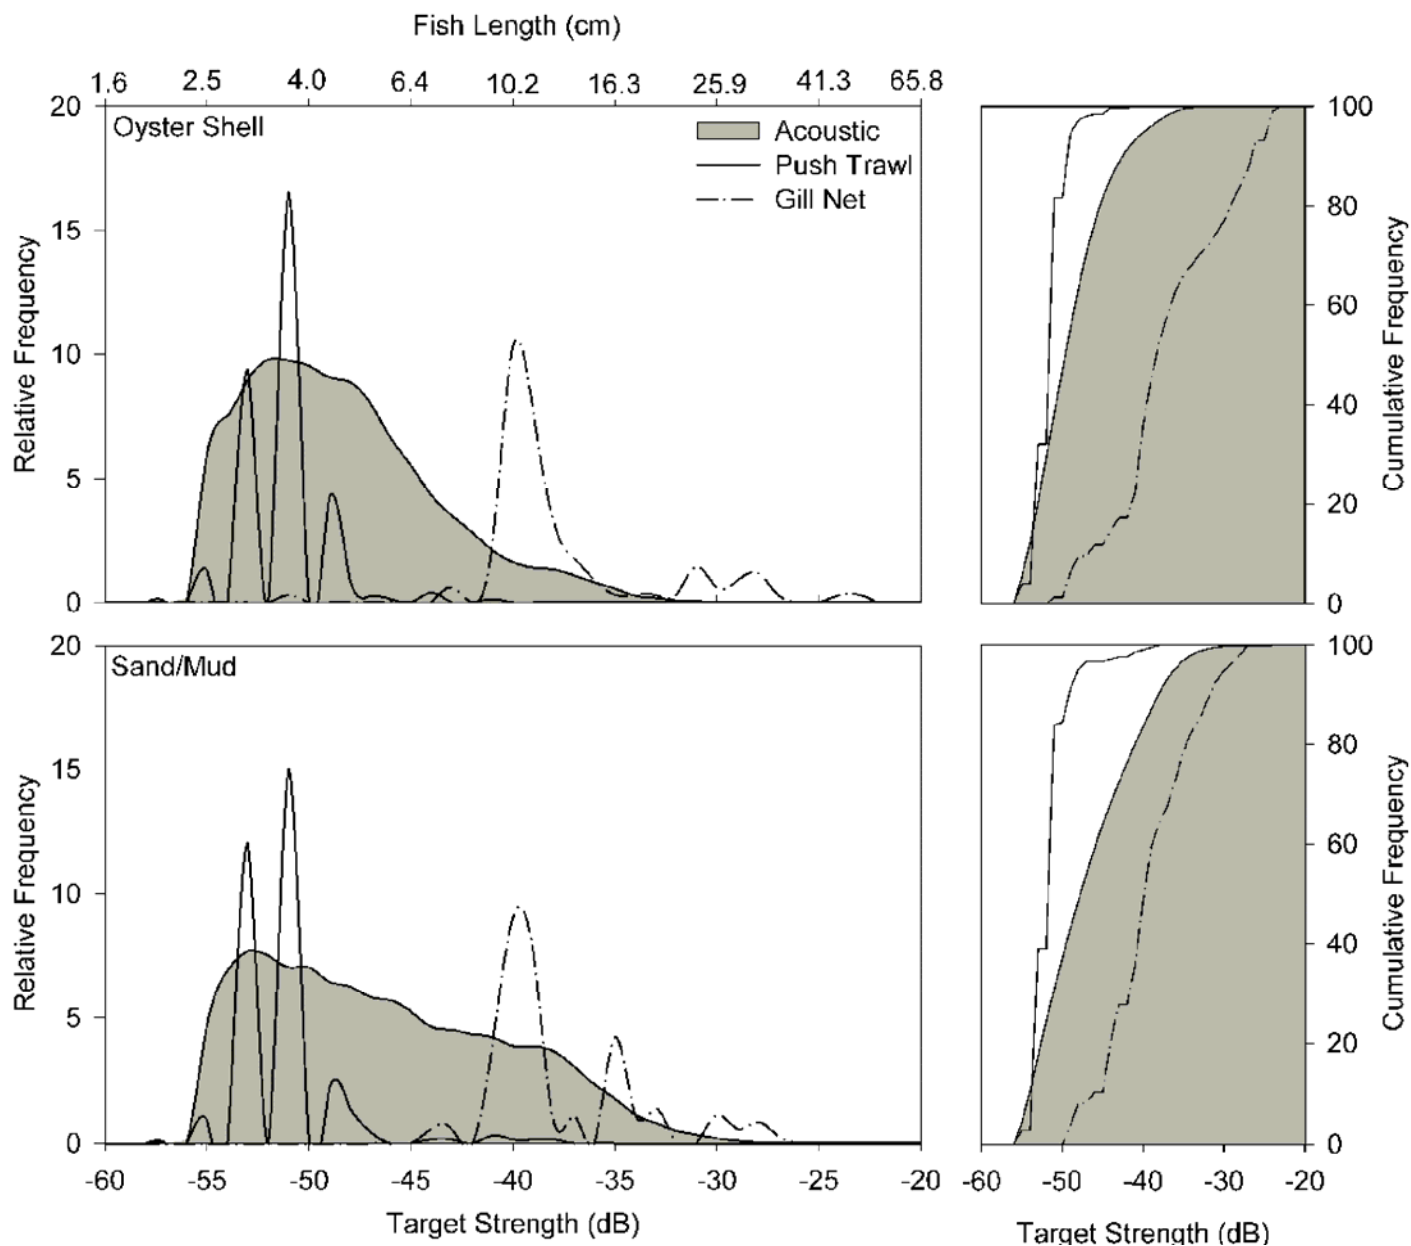 Fish Length (cm)
1.6 2.5 4.0 6.4 10.2 16.3 25.9 41.3 65.8
Oyster Shell
Acoustic
Push Trawl
Gill Net
20
15
10
5
0
Relative Frequency
100
80
60
40
20
0
Cumulative Frequency
Sand/Mud
20
15
10
5
0
Relative Frequency
-60 -55 -50 -45 -40 -35 -30 -25 -20
Target Strength (dB)
100
80
60
40
20
0
Cumulative Frequency
-60 -50 -40 -30 -20
Target Strength (dB)